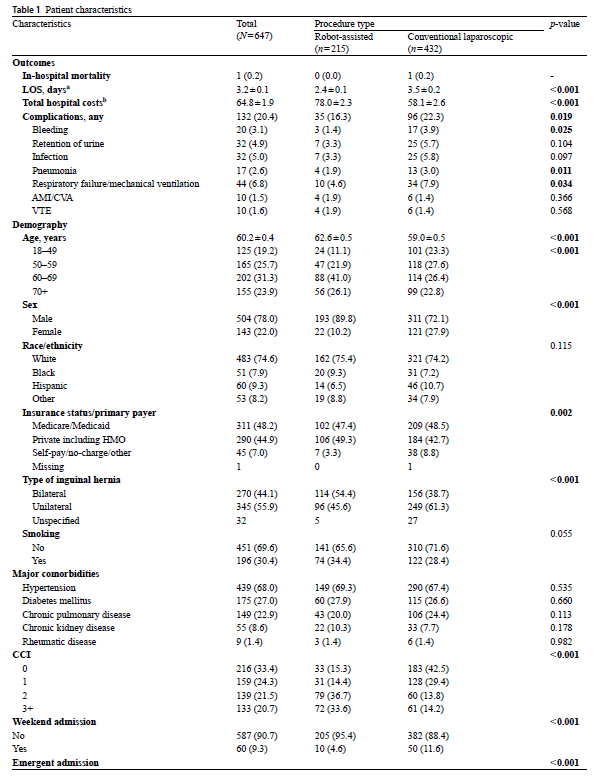 Table 1 Patient characteristics
Characteristics Total Procedure type p-value
(N=647) Robot-assisted Conventional laparoscopic
(n=215) (n=432)
Outcomes
In-hospital mortality 1 (0.2) 0 (0.0) 1 (0.2) -
LOS, daysᵃ 3.2±0.1 2.4±0.1 3.5±0.2 <0.001
Total hospital costsᵇ 64.8±1.9 78.0±2.3 58.1±2.6 <0.001
Complications, any 132 (20.4) 35 (16.3) 96 (22.3) 0.019
Bleeding 20 (3.1) 3 (1.4) 17 (3.9) 0.025
Retention of urine 32 (4.9) 7 (3.3) 25 (5.7) 0.104
Infection 32 (5.0) 7 (3.3) 25 (5.8) 0.097
Pneumonia 17 (2.6) 4 (1.9) 13 (3.0) 0.011
Respiratory failure/mechanical ventilation 44 (6.8) 10 (4.6) 34 (7.9) 0.034
AMI/CVA 10 (1.5) 4 (1.9) 6 (1.4) 0.366
VTE 10 (1.6) 4 (1.9) 6 (1.4) 0.568
Demography
Age, years 60.2±0.4 62.6±0.5 59.0±0.5 <0.001
18–49 125 (19.2) 24 (11.1) 101 (23.3) <0.001
50–59 165 (25.7) 47 (21.9) 118 (27.6)
60–69 202 (31.3) 88 (41.0) 114 (26.4)
70+ 155 (23.9) 56 (26.1) 99 (22.8)
Sex <0.001
Male 504 (78.0) 193 (89.8) 311 (72.1)
Female 143 (22.0) 22 (10.2) 121 (27.9)
Race/ethnicity 0.115
White 483 (74.6) 162 (75.4) 321 (74.2)
Black 51 (7.9) 20 (9.3) 31 (7.2)
Hispanic 60 (9.3) 14 (6.5) 46 (10.7)
Other 53 (8.2) 19 (8.8) 34 (7.9)
Insurance status/primary payer 0.002
Medicare/Medicaid 311 (48.2) 102 (47.4) 209 (48.5)
Private including HMO 290 (44.9) 106 (49.3) 184 (42.7)
Self-pay/no-charge/other 45 (7.0) 7 (3.3) 38 (8.8)
Missing 1 0 1
Type of inguinal hernia <0.001
Bilateral 270 (44.1) 114 (54.4) 156 (38.7)
Unilateral 345 (55.9) 96 (45.6) 249 (61.3)
Unspecified 32 5 27
Smoking 0.055
No 451 (69.6) 141 (65.6) 310 (71.6)
Yes 196 (30.4) 74 (34.4) 122 (28.4)
Major comorbidities
Hypertension 439 (68.0) 149 (69.3) 290 (67.4) 0.535
Diabetes mellitus 175 (27.0) 60 (27.9) 115 (26.6) 0.660
Chronic pulmonary disease 149 (22.9) 43 (20.0) 106 (24.4) 0.113
Chronic kidney disease 55 (8.6) 22 (10.3) 33 (7.7) 0.178
Rheumatic disease 9 (1.4) 3 (1.4) 6 (1.4) 0.982
CCI <0.001
0 216 (33.4) 33 (15.3) 183 (42.5)
1 159 (24.3) 31 (14.4) 128 (29.4)
2 139 (21.5) 79 (36.7) 60 (13.8)
3+ 133 (20.7) 72 (33.6) 61 (14.2)
Weekend admission <0.001
No 587 (90.7) 205 (95.4) 382 (88.4)
Yes 60 (9.3) 10 (4.6) 50 (11.6)
Emergent admission <0.001